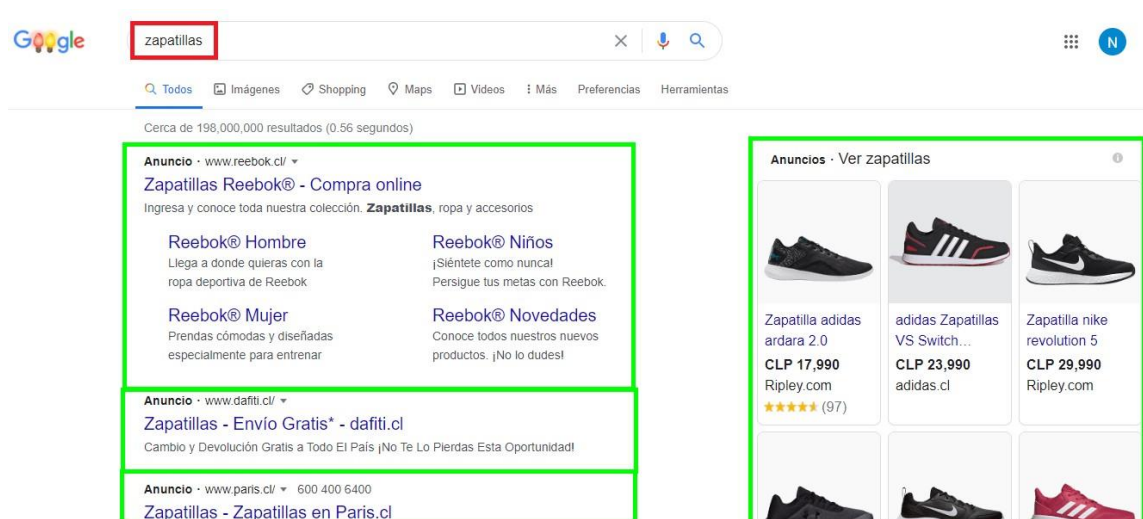 Google
zapatillas
Todos Imágenes Shopping Maps Videos Más Preferencias Herramientas
N
Cerca de 198,000,000 resultados (0.56 segundos)
Anuncio · www.reebok.cl/
Zapatillas Reebok® - Compra online
Ingresa y conoce toda nuestra colección. Zapatillas, ropa y accesorios
Reebok® Hombre
Llega a donde quieras con la
ropa deportiva de Reebok
Reebok® Niños
¡Siéntete como nunca!
Persigue tus metas con Reebok.
Reebok® Mujer
Prendas cómodas y diseñadas
especialmente para entrenar
Reebok® Novedades
Conoce todos nuestros nuevos
productos. ¡No lo dudes!
Anuncio · www.dafiti.cl/
Zapatillas - Envío Gratis* - dafiti.cl
Cambio y Devolución Gratis a Todo El País ¡No Te Lo Pierdas Esta Oportunidad!
Anuncio · www.paris.cl/ 600 400 6400
Zapatillas - Zapatillas en Paris.cl
Anuncios · Ver zapatillas
Zapatilla adidas
ardara 2.0
CLP 17,990
Ripley.com
(97)
adidas Zapatillas
VS Switch...
CLP 23,990
adidas.cl
Zapatilla nike
revolution 5
CLP 29,990
Ripley.com